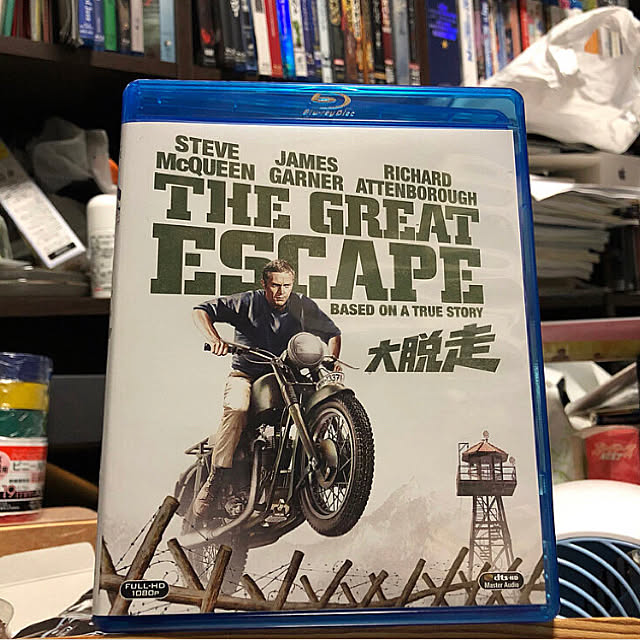 Blu-ray Disc
STEVE McQUEEN
JAMES GARNER
RICHARD ATTENBOROUGH
THE GREAT
ESCAPE
BASED ON A TRUE STORY
大脱走
FULL-HD
1080p
dts-HD
Master Audio